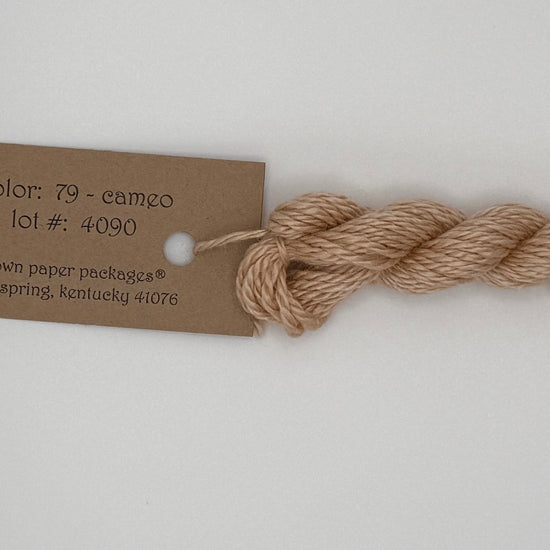 olor: 79 - cameo
lot #: 4090
own paper packages®
spring, kentucky 41076